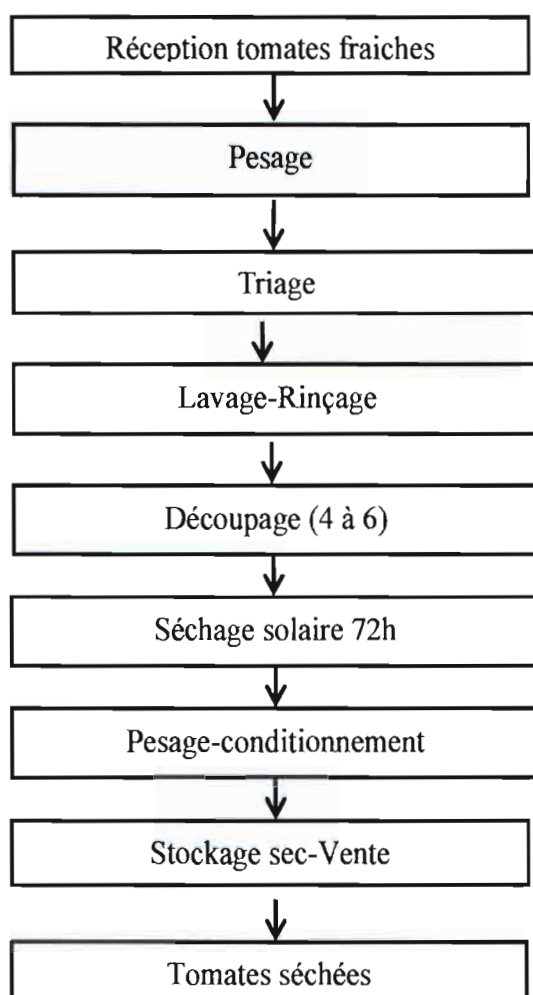 Réception tomates fraiches
Pesage
Triage
Lavage-Rinçage
Découpage (4 à 6)
Séchage solaire 72h
Pesage-conditionnement
Stockage sec-Vente
Tomates séchées